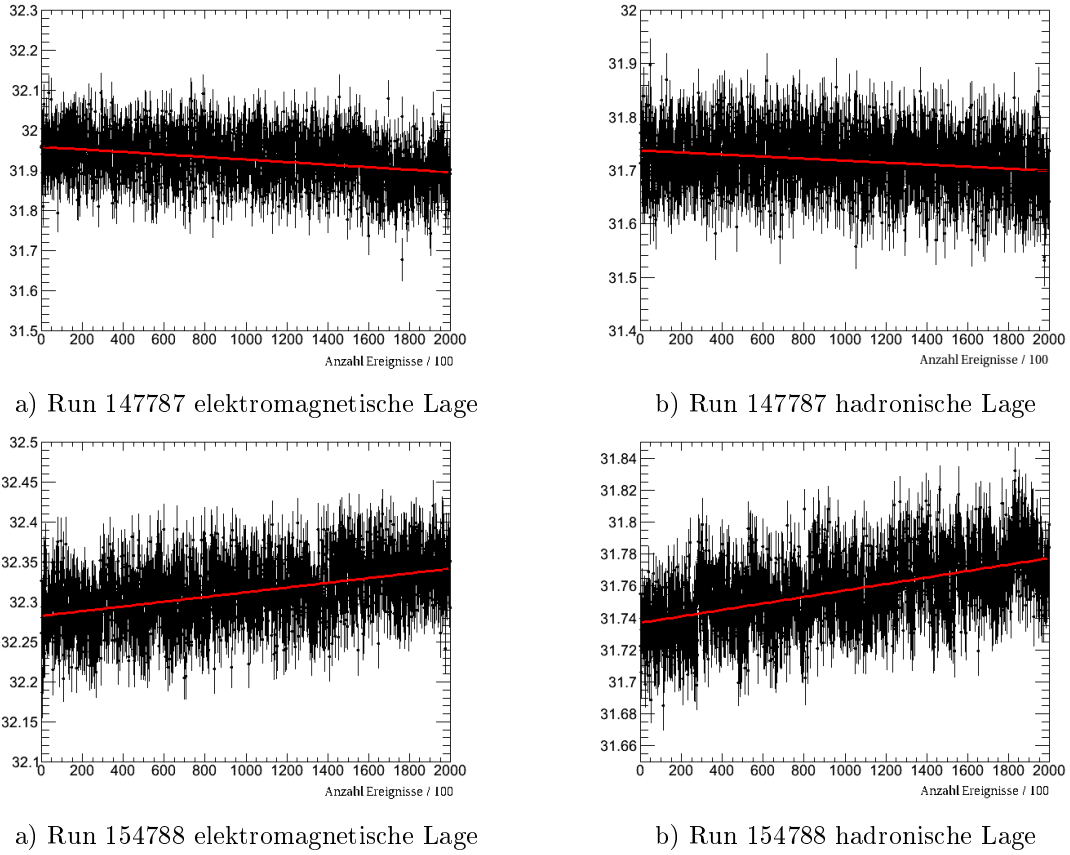 32.3
32.2
32.1
32
31.9
31.8
31.7
31.6
31.5
0 200 400 600 800 1000 1200 1400 1600 1800 2000
Anzahl Ereignisse / 100
a) Run 147787 elektromagnetische Lage
32
31.9
31.8
31.7
31.6
31.5
31.4
0 200 400 600 800 1000 1200 1400 1600 1800 2000
Anzahl Ereignisse / 100
b) Run 147787 hadronische Lage
32.5
32.45
32.4
32.35
32.3
32.25
32.2
32.15
32.1
0 200 400 600 800 1000 1200 1400 1600 1800 2000
Anzahl Ereignisse / 100
a) Run 154788 elektromagnetische Lage
31.84
31.82
31.8
31.78
31.76
31.74
31.72
31.7
31.68
31.66
0 200 400 600 800 1000 1200 1400 1600 1800 2000
Anzahl Ereignisse / 100
b) Run 154788 hadronische Lage